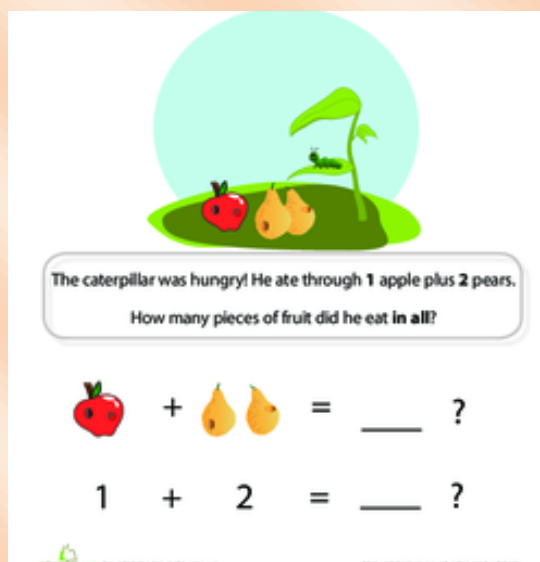 The caterpillar was hungry! He ate through 1 apple plus 2 pears.
How many pieces of fruit did he eat in all?
+ = ___ ?
1 + 2 = ___ ?